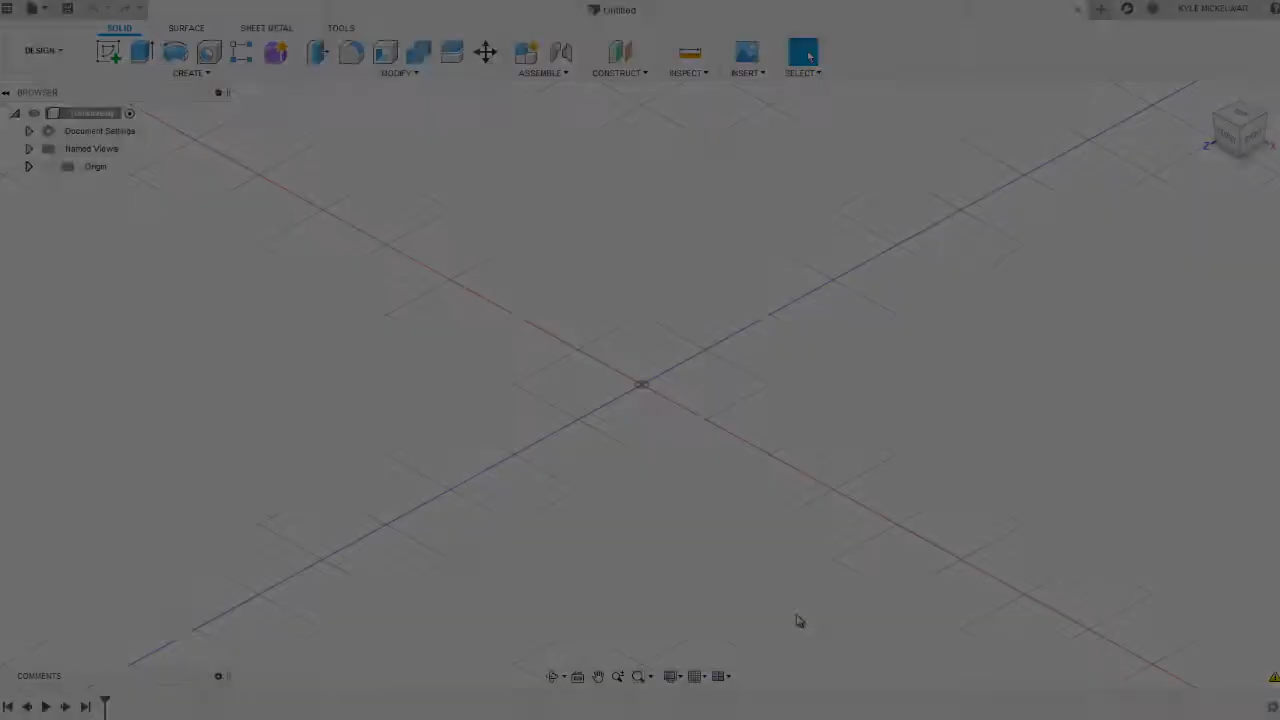 Untitled
KYLE MCKELWAR
SOLID
SURFACE
SHEET METAL
TOOLS
DESIGN
CREATE
MODIFY
ASSEMBLE
CONSTRUCT
INSPECT
INSERT
SELECT
BROWSER
Document Settings
Named Views
Origin
Z
X
COMMENTS